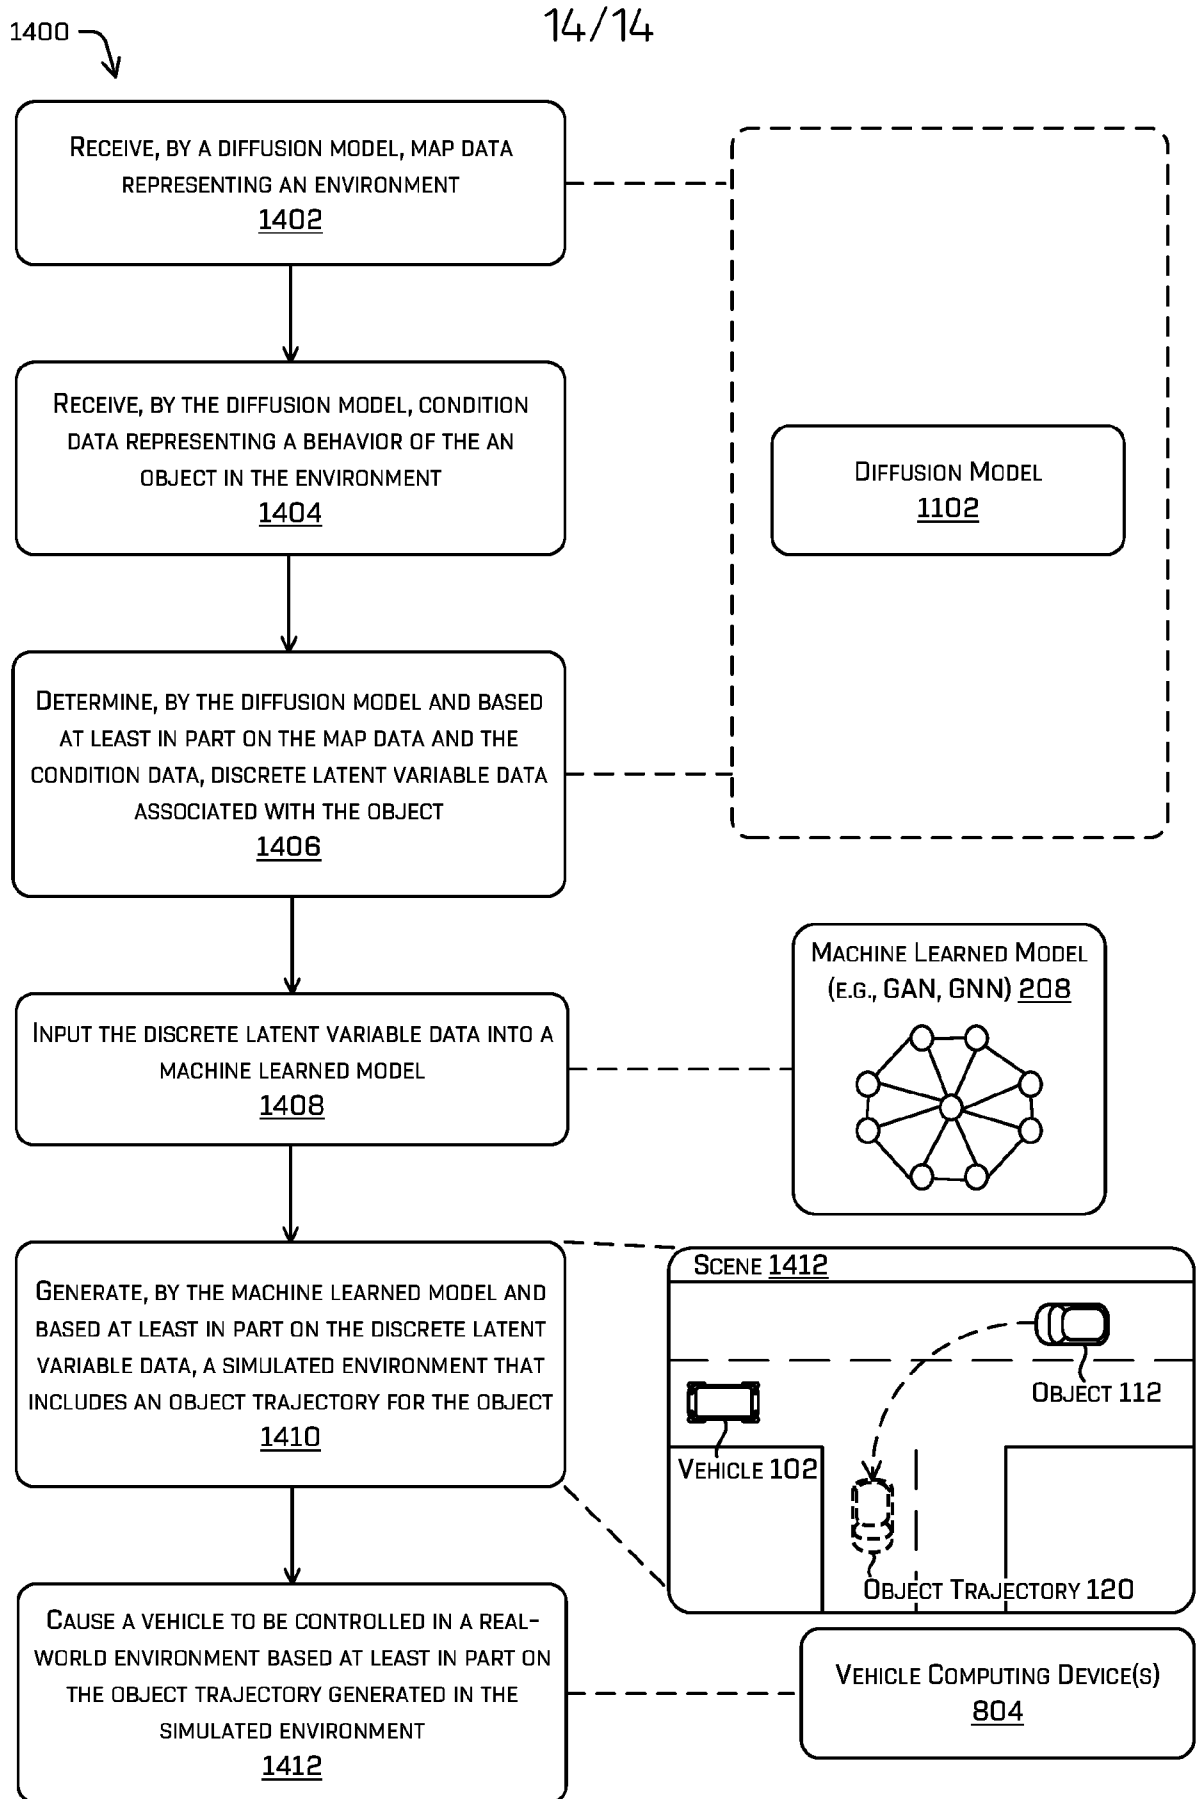 14/14
1400
RECEIVE, BY A DIFFUSION MODEL, MAP DATA
REPRESENTING AN ENVIRONMENT
1402
RECEIVE, BY THE DIFFUSION MODEL, CONDITION
DATA REPRESENTING A BEHAVIOR OF THE AN
OBJECT IN THE ENVIRONMENT
1404
DIFFUSION MODEL
1102
DETERMINE, BY THE DIFFUSION MODEL AND BASED
AT LEAST IN PART ON THE MAP DATA AND THE
CONDITION DATA, DISCRETE LATENT VARIABLE DATA
ASSOCIATED WITH THE OBJECT
1406
INPUT THE DISCRETE LATENT VARIABLE DATA INTO A
MACHINE LEARNED MODEL
1408
MACHINE LEARNED MODEL
(E.G., GAN, GNN) 208
GENERATE, BY THE MACHINE LEARNED MODEL AND
BASED AT LEAST IN PART ON THE DISCRETE LATENT
VARIABLE DATA, A SIMULATED ENVIRONMENT THAT
INCLUDES AN OBJECT TRAJECTORY FOR THE OBJECT
1410
SCENE 1412
OBJECT 112
VEHICLE 102
OBJECT TRAJECTORY 120
CAUSE A VEHICLE TO BE CONTROLLED IN A REAL-
WORLD ENVIRONMENT BASED AT LEAST IN PART ON
THE OBJECT TRAJECTORY GENERATED IN THE
SIMULATED ENVIRONMENT
1412
VEHICLE COMPUTING DEVICE(S)
804